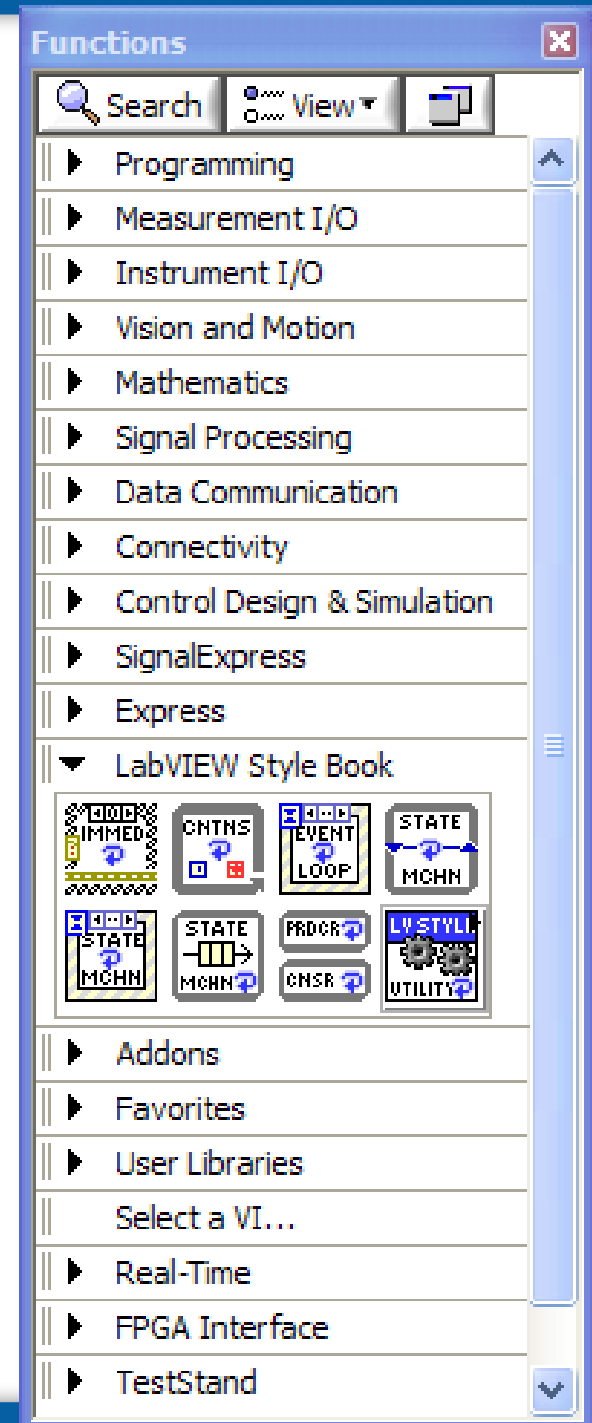 Functions
Search View
Programming
Measurement I/O
Instrument I/O
Vision and Motion
Mathematics
Signal Processing
Data Communication
Connectivity
Control Design & Simulation
SignalExpress
Express
LabVIEW Style Book
IMMED CNTNS EVENT LOOP STATE MCHN
STATE MCHN STATE MCHN PRDCR CNSR LV STYLE UTILITY
Addons
Favorites
User Libraries
Select a VI...
Real-Time
FPGA Interface
TestStand